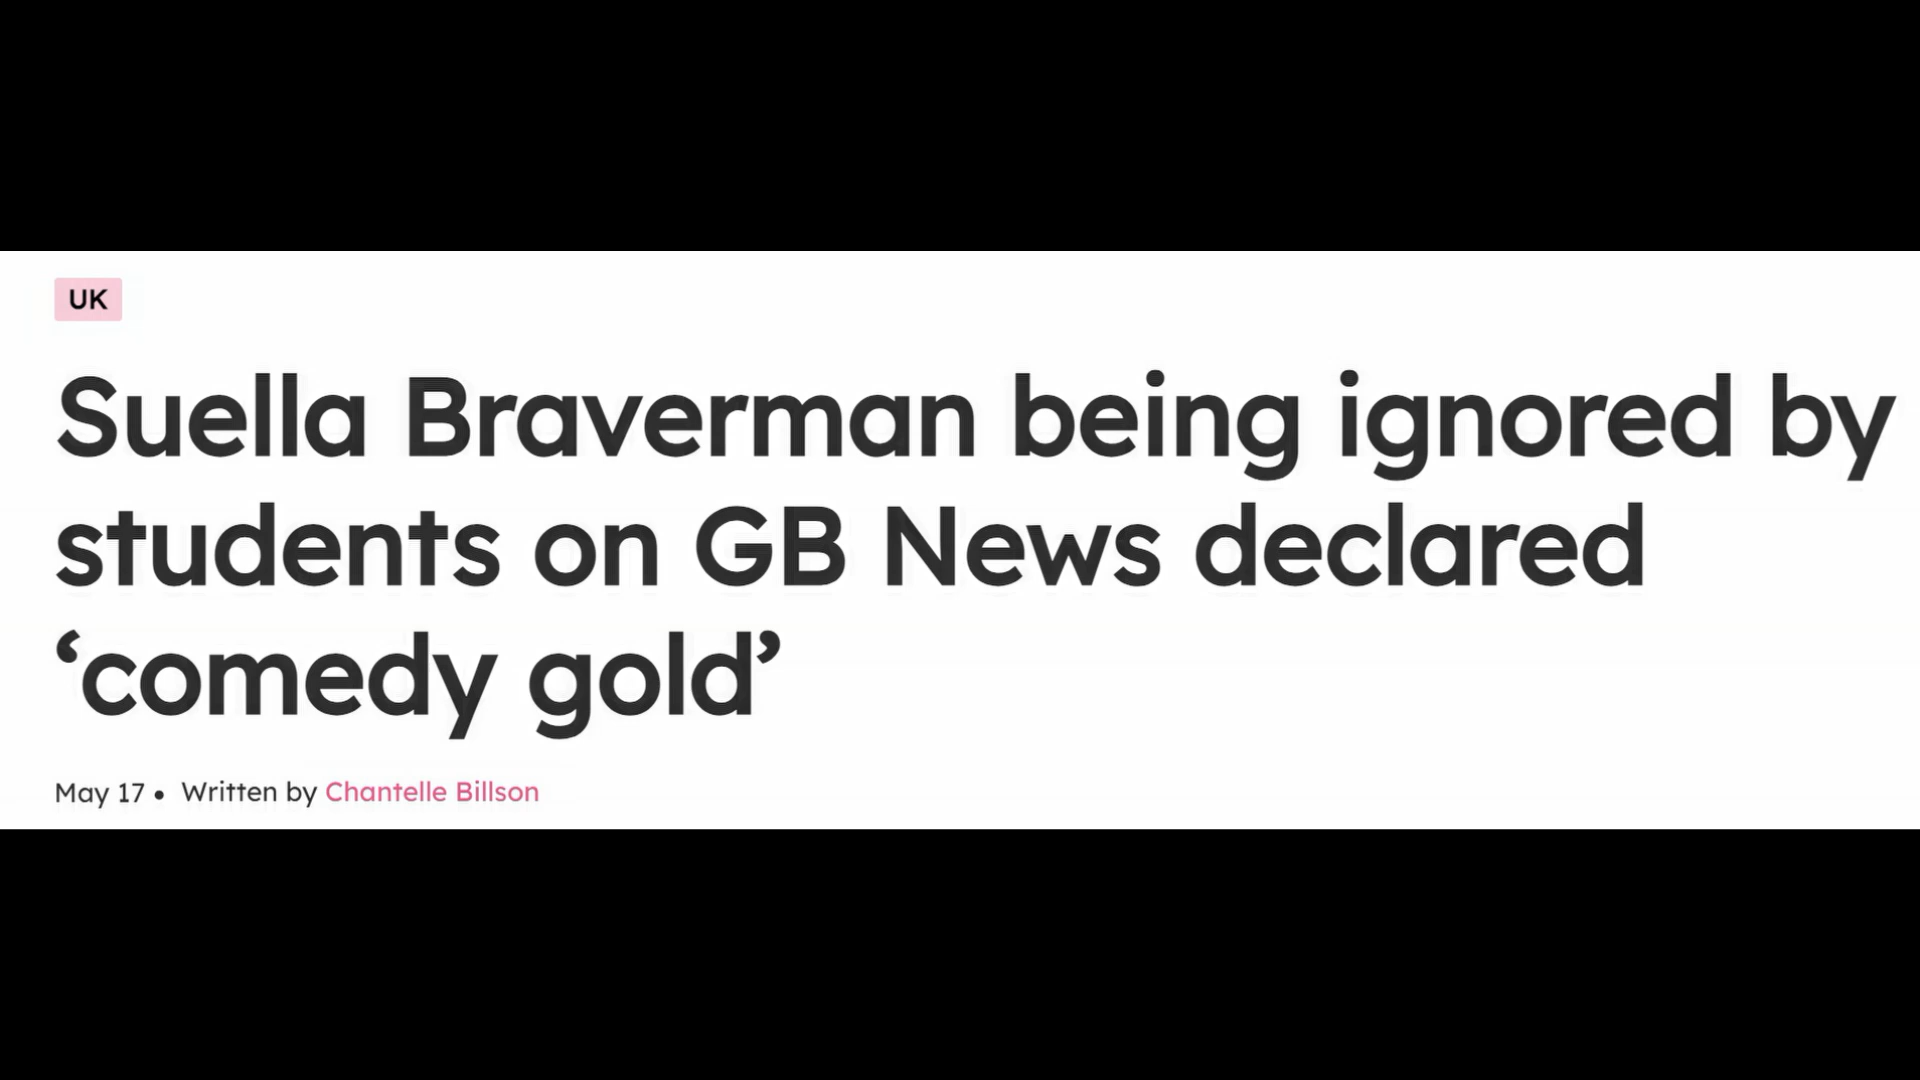 UK
Suella Braverman being ignored by
students on GB News declared
‘comedy gold’
May 17 • Written by Chantelle Billson